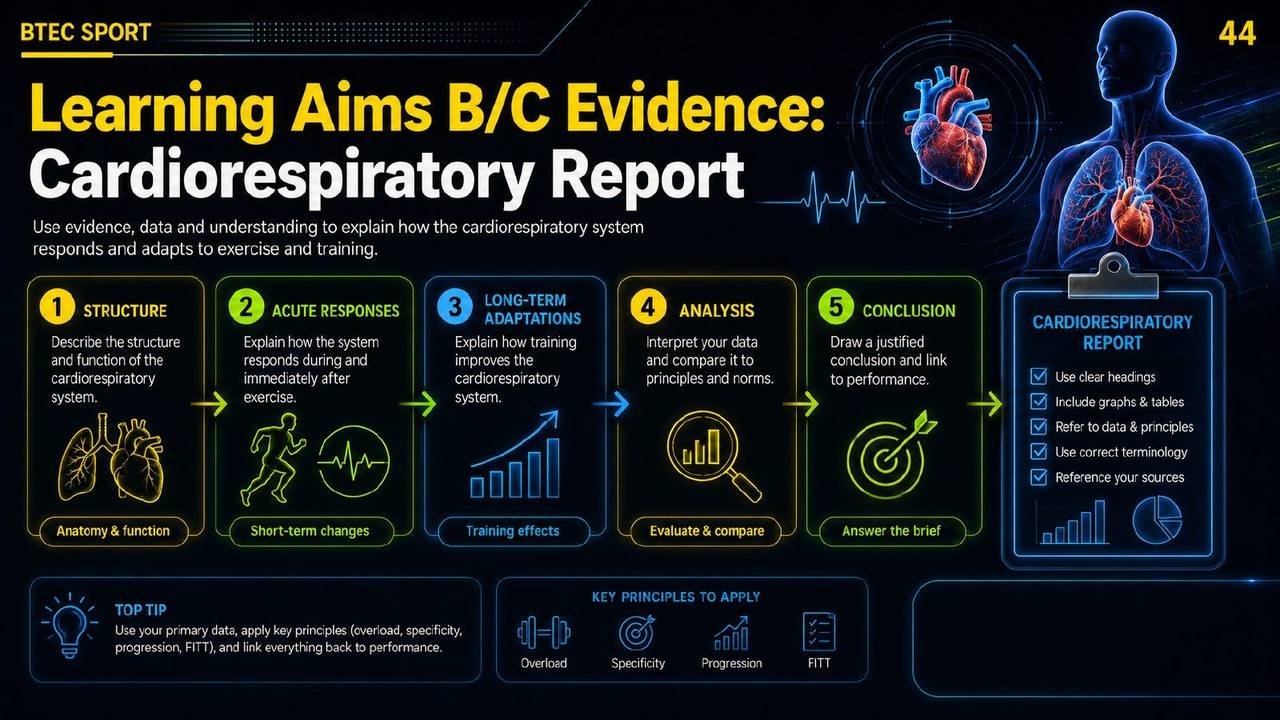 BTEC SPORT
44
Learning Aims B/C Evidence:
Cardiorespiratory Report
Use evidence, data and understanding to explain how the cardiorespiratory system
responds and adapts to exercise and training.
1 STRUCTURE
Describe the structure
and function of the
cardiorespiratory
system.
Anatomy & function
2 ACUTE RESPONSES
Explain how the system
responds during and
immediately after
exercise.
Short-term changes
3 LONG-TERM
ADAPTATIONS
Explain how training
improves the
cardiorespiratory
system.
Training effects
4 ANALYSIS
Interpret your data
and compare it to
principles and norms.
Evaluate & compare
5 CONCLUSION
Draw a justified
conclusion and link
to performance.
Answer the brief
CARDIORESPIRATORY
REPORT
Use clear headings
Include graphs & tables
Refer to data & principles
Use correct terminology
Reference your sources
TOP TIP
Use your primary data, apply key principles (overload, specificity,
progression, FITT), and link everything back to performance.
KEY PRINCIPLES TO APPLY
Overload
Specificity
Progression
FITT